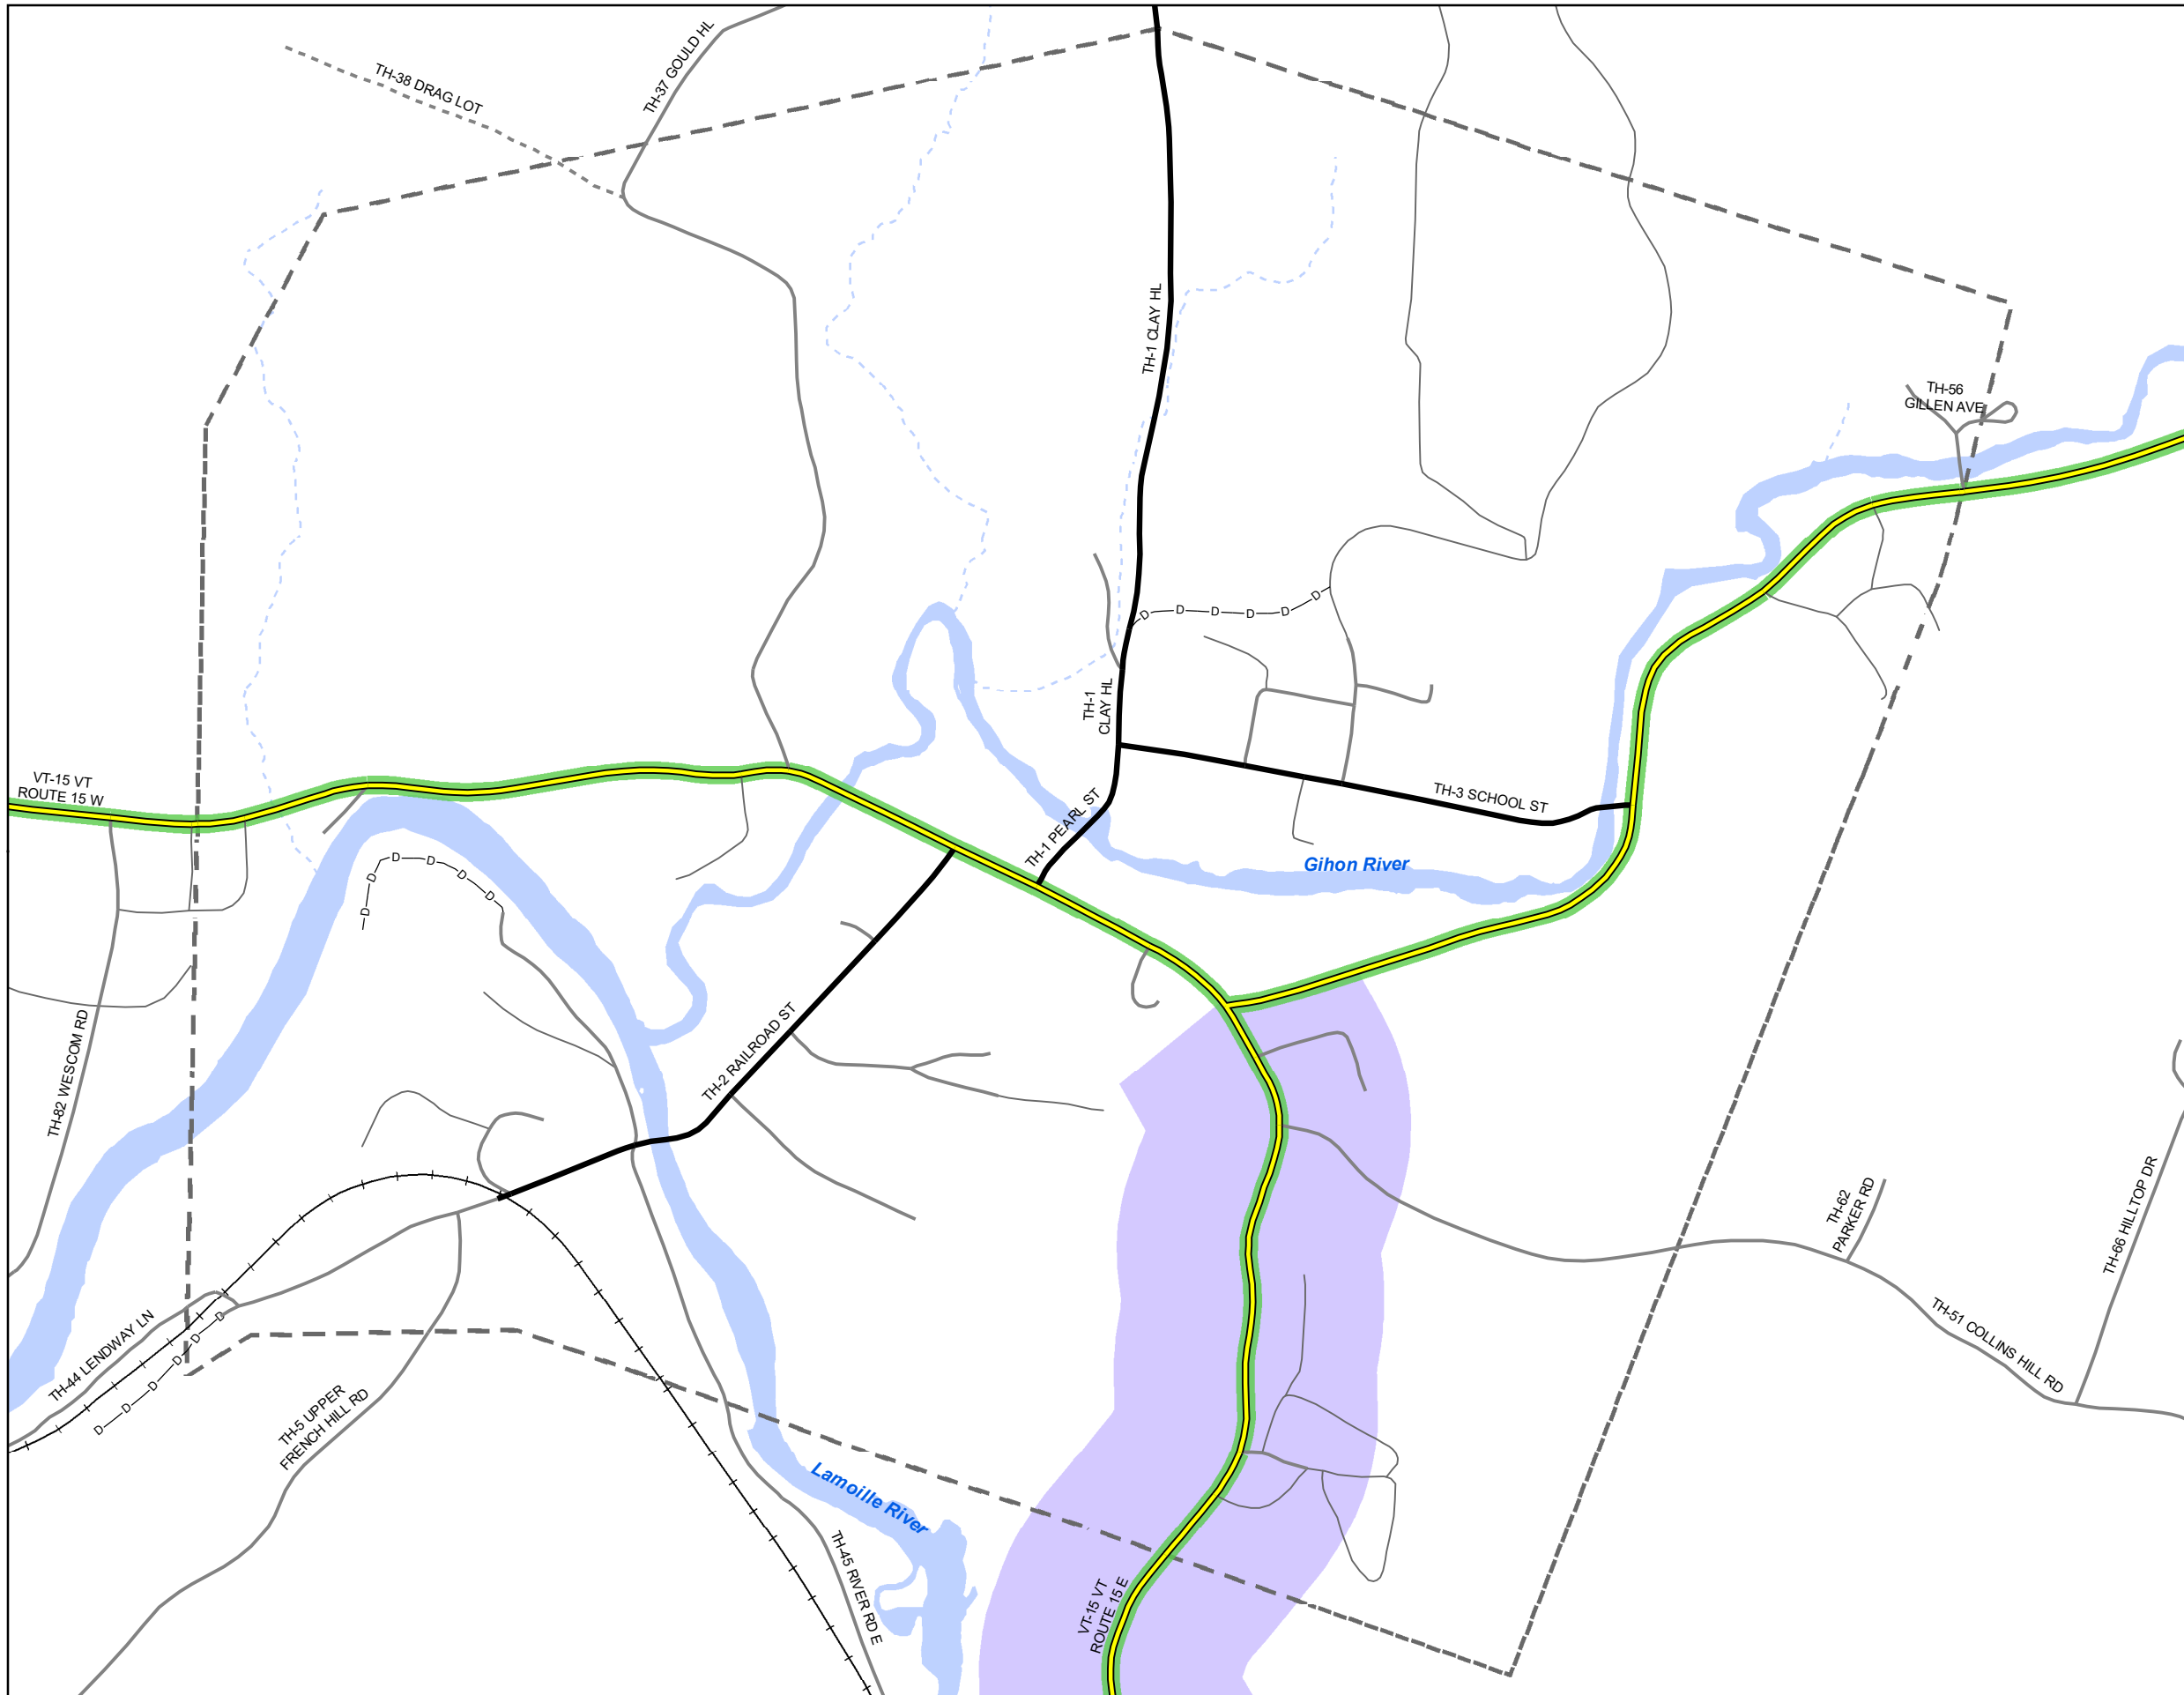 TH-38 DRAG LOT
TH-37 GOULD HL
TH-1 CLAY HL
TH-56
GILLEN AVE
D
D
D
D
D
D
TH-1
CLAY HL
VT-15 VT
ROUTE 15 W
TH-3 SCHOOL ST
TH-1 PEARL ST
Gihon River
D
D
D
D
D
D
TH-82 WESCOM RD
TH-2 RAILROAD ST
TH-62
PARKER RD
TH-66 HILLTOP DR
TH-44 LENDWAY LN
D
D
D
D
D
TH-51 COLLINS HILL RD
TH-5 UPPER
FRENCH HILL RD
Lamoille River
TH-45 RIVER RD E
VT-15 VT
ROUTE 15 E